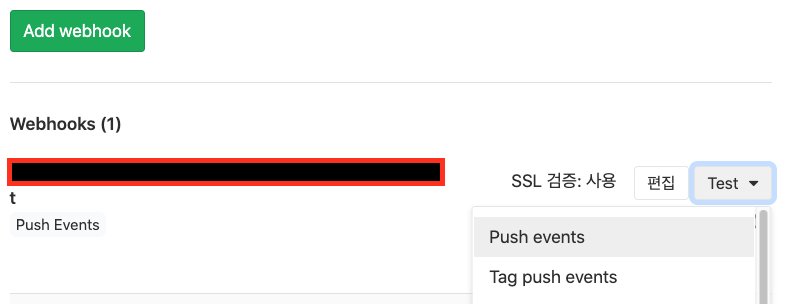 Add webhook
Webhooks (1)
SSL 검증: 사용 편집 Test
t
Push Events
Push events
Tag push events